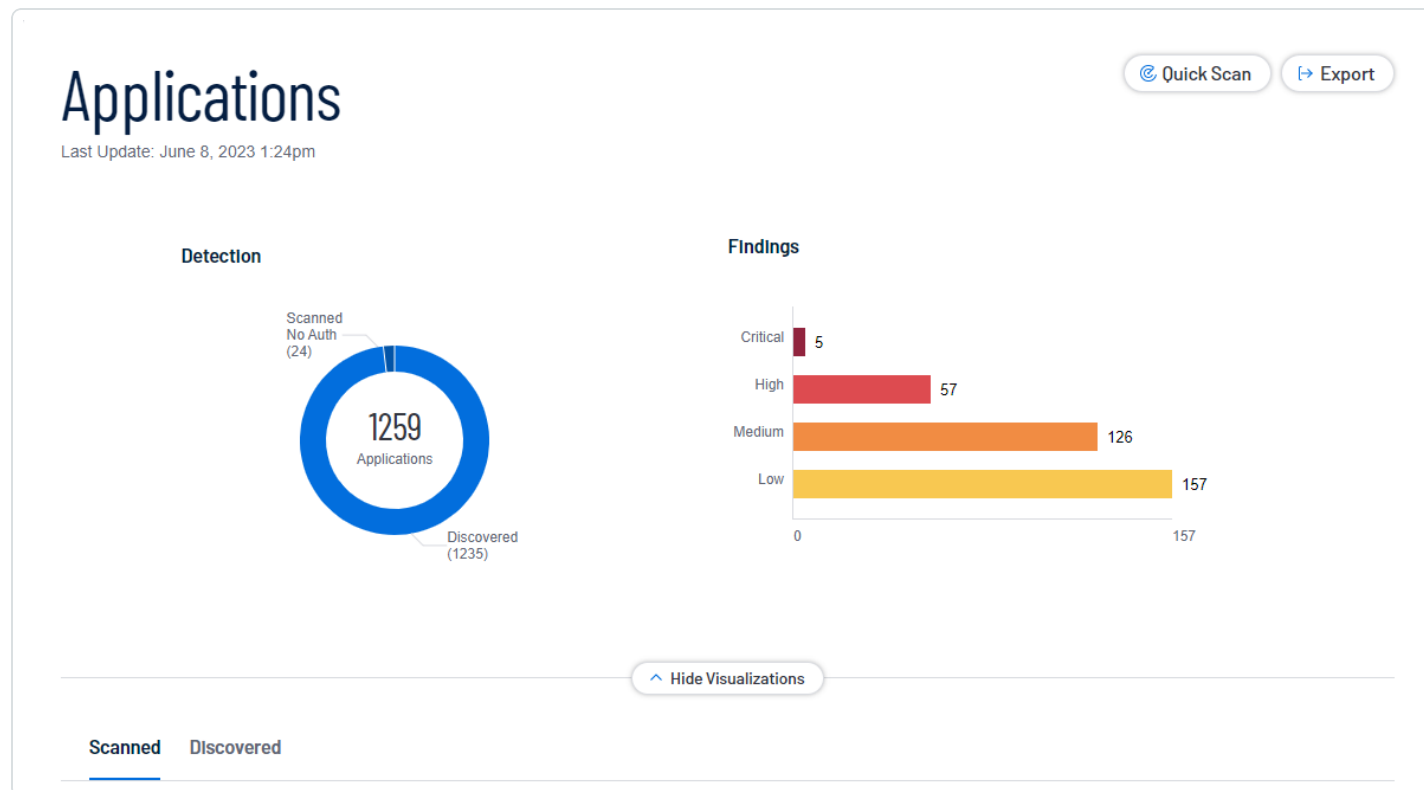 Applications
Quick Scan
Export
Last Update: June 8, 2023 1:24pm
Detection
Scanned
No Auth
(24)
1259
Applications
Discovered
(1235)
Findings
Critical 5
High 57
Medium 126
Low 157
0 157
Hide Visualizations
Scanned Discovered